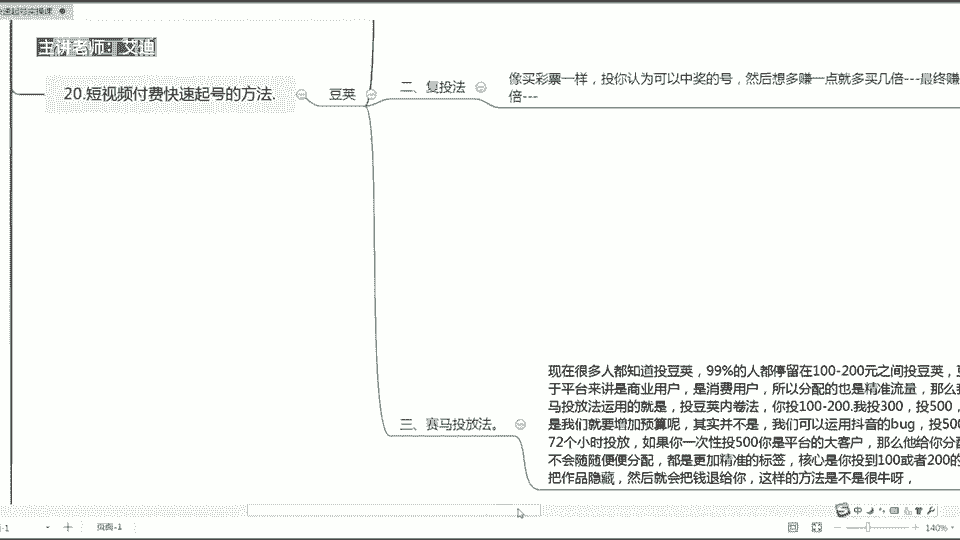 主讲老师：艾迪
20.短视频付费快速起号的方法.
豆荚
二、复投法
像买彩票一样，投你认为可以中奖的号，然后想多赚一点就多买几倍---最终赚
倍---
三、赛马投放法。
现在很多人都知道投豆荚，99%的人都停留在100-200元之间投豆荚，
于平台来讲是商业用户，是消费用户，所以分配的也是精准流量，那么
马投放法运用的就是，投豆荚内卷法，你投100-200.我投300，投500，
是我们就要增加预算呢，其实并不是，我们可以运用抖音的bug，投500
72个小时投放，如果你一次性投500你是平台的大客户，那么他给你分
不会随随便便分配，都是更加精准的标签，核心是你投到100或者200的
把作品隐藏，然后就会把钱退给你，这样的方法是不是很牛呀，
页面-1
中
140%